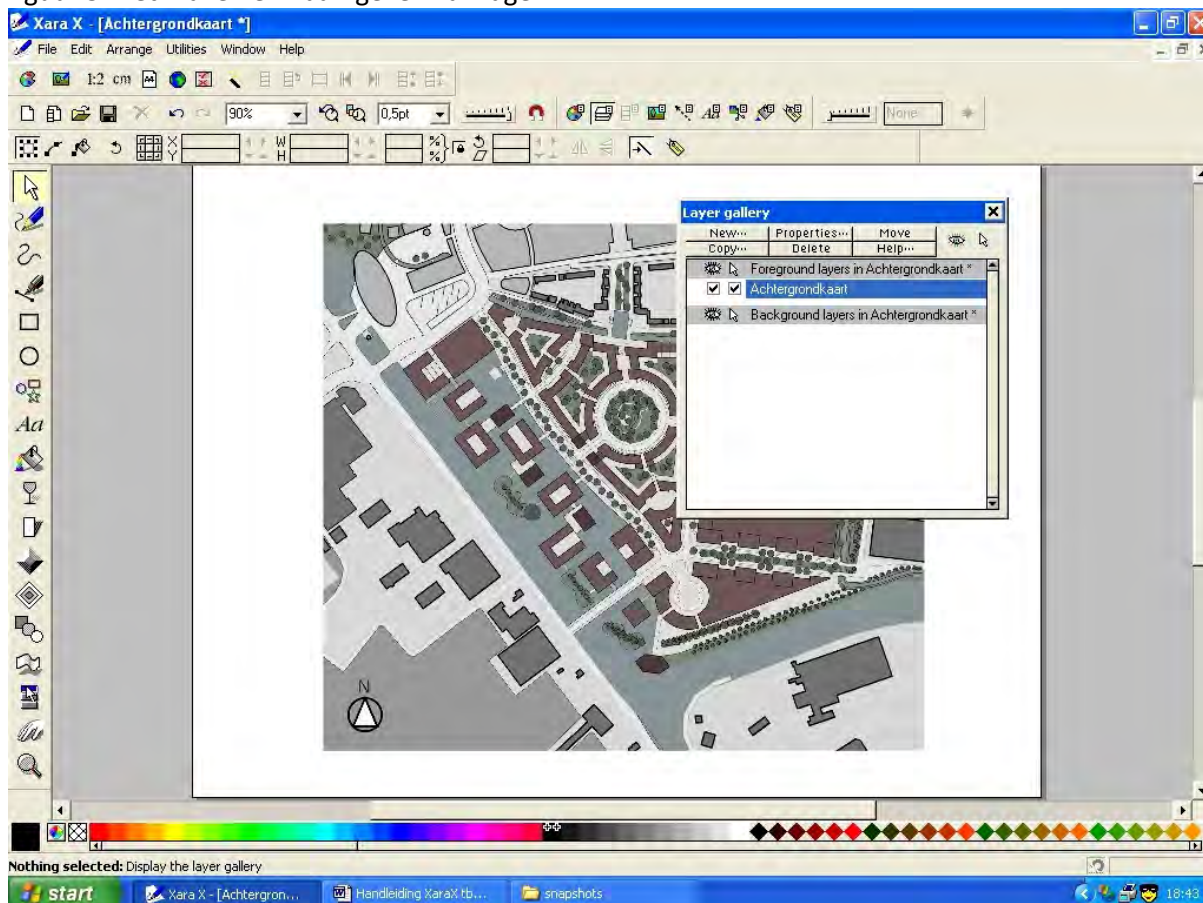 Xara X - [Achtergrondkaart *]
File Edit Arrange Utilities Window Help
1:2 cm
90%
0,5pt
None
X
Y
W
H
%
%
Aa
Layer gallery
New... Properties... Move
Copy... Delete Help...
Foreground layers in Achtergrondkaart *
Achtergrondkaart
Background layers in Achtergrondkaart *
N
Nothing selected: Display the layer gallery
start Xara X - [Achtergron... Handleiding XaraX tb... snapshots 18:43